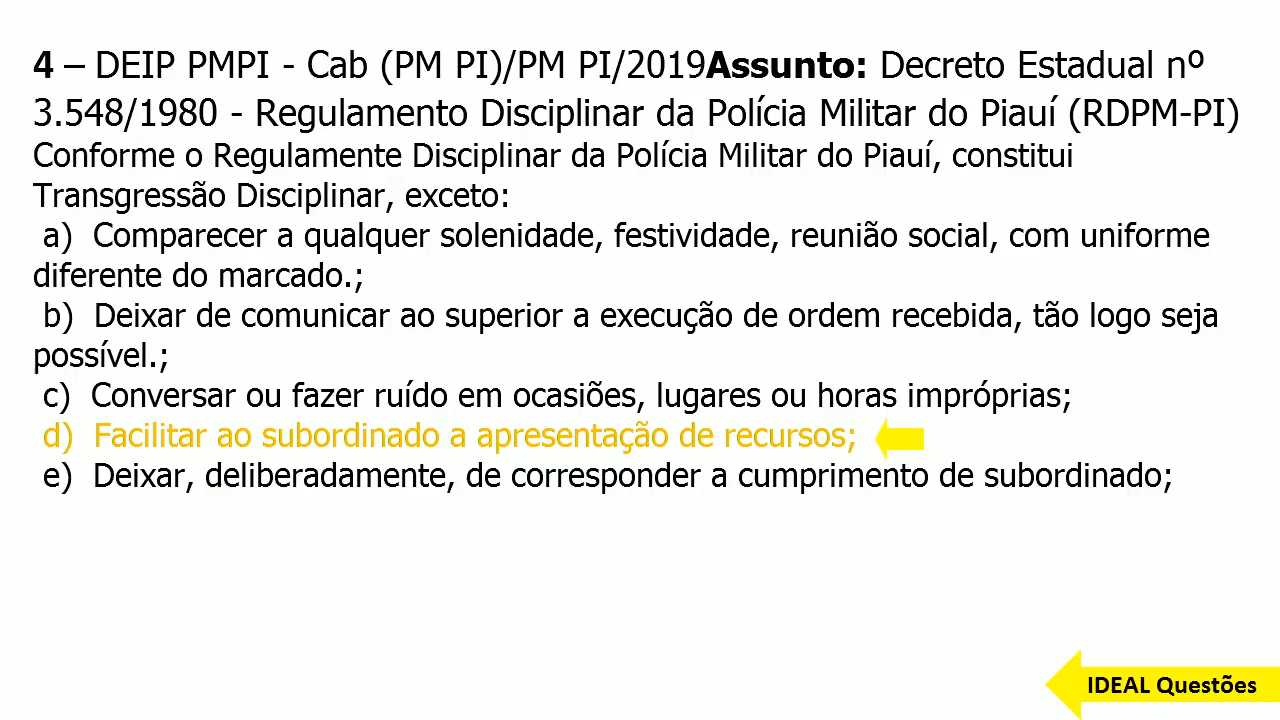 4 – DEIP PMPI - Cab (PM PI)/PM PI/2019Assunto: Decreto Estadual nº
3.548/1980 - Regulamento Disciplinar da Polícia Militar do Piauí (RDPM-PI)
Conforme o Regulamente Disciplinar da Polícia Militar do Piauí, constitui
Transgressão Disciplinar, exceto:
a) Comparecer a qualquer solenidade, festividade, reunião social, com uniforme
diferente do marcado.;
b) Deixar de comunicar ao superior a execução de ordem recebida, tão logo seja
possível.;
c) Conversar ou fazer ruído em ocasiões, lugares ou horas impróprias;
d) Facilitar ao subordinado a apresentação de recursos;
e) Deixar, deliberadamente, de corresponder a cumprimento de subordinado;
IDEAL Questões